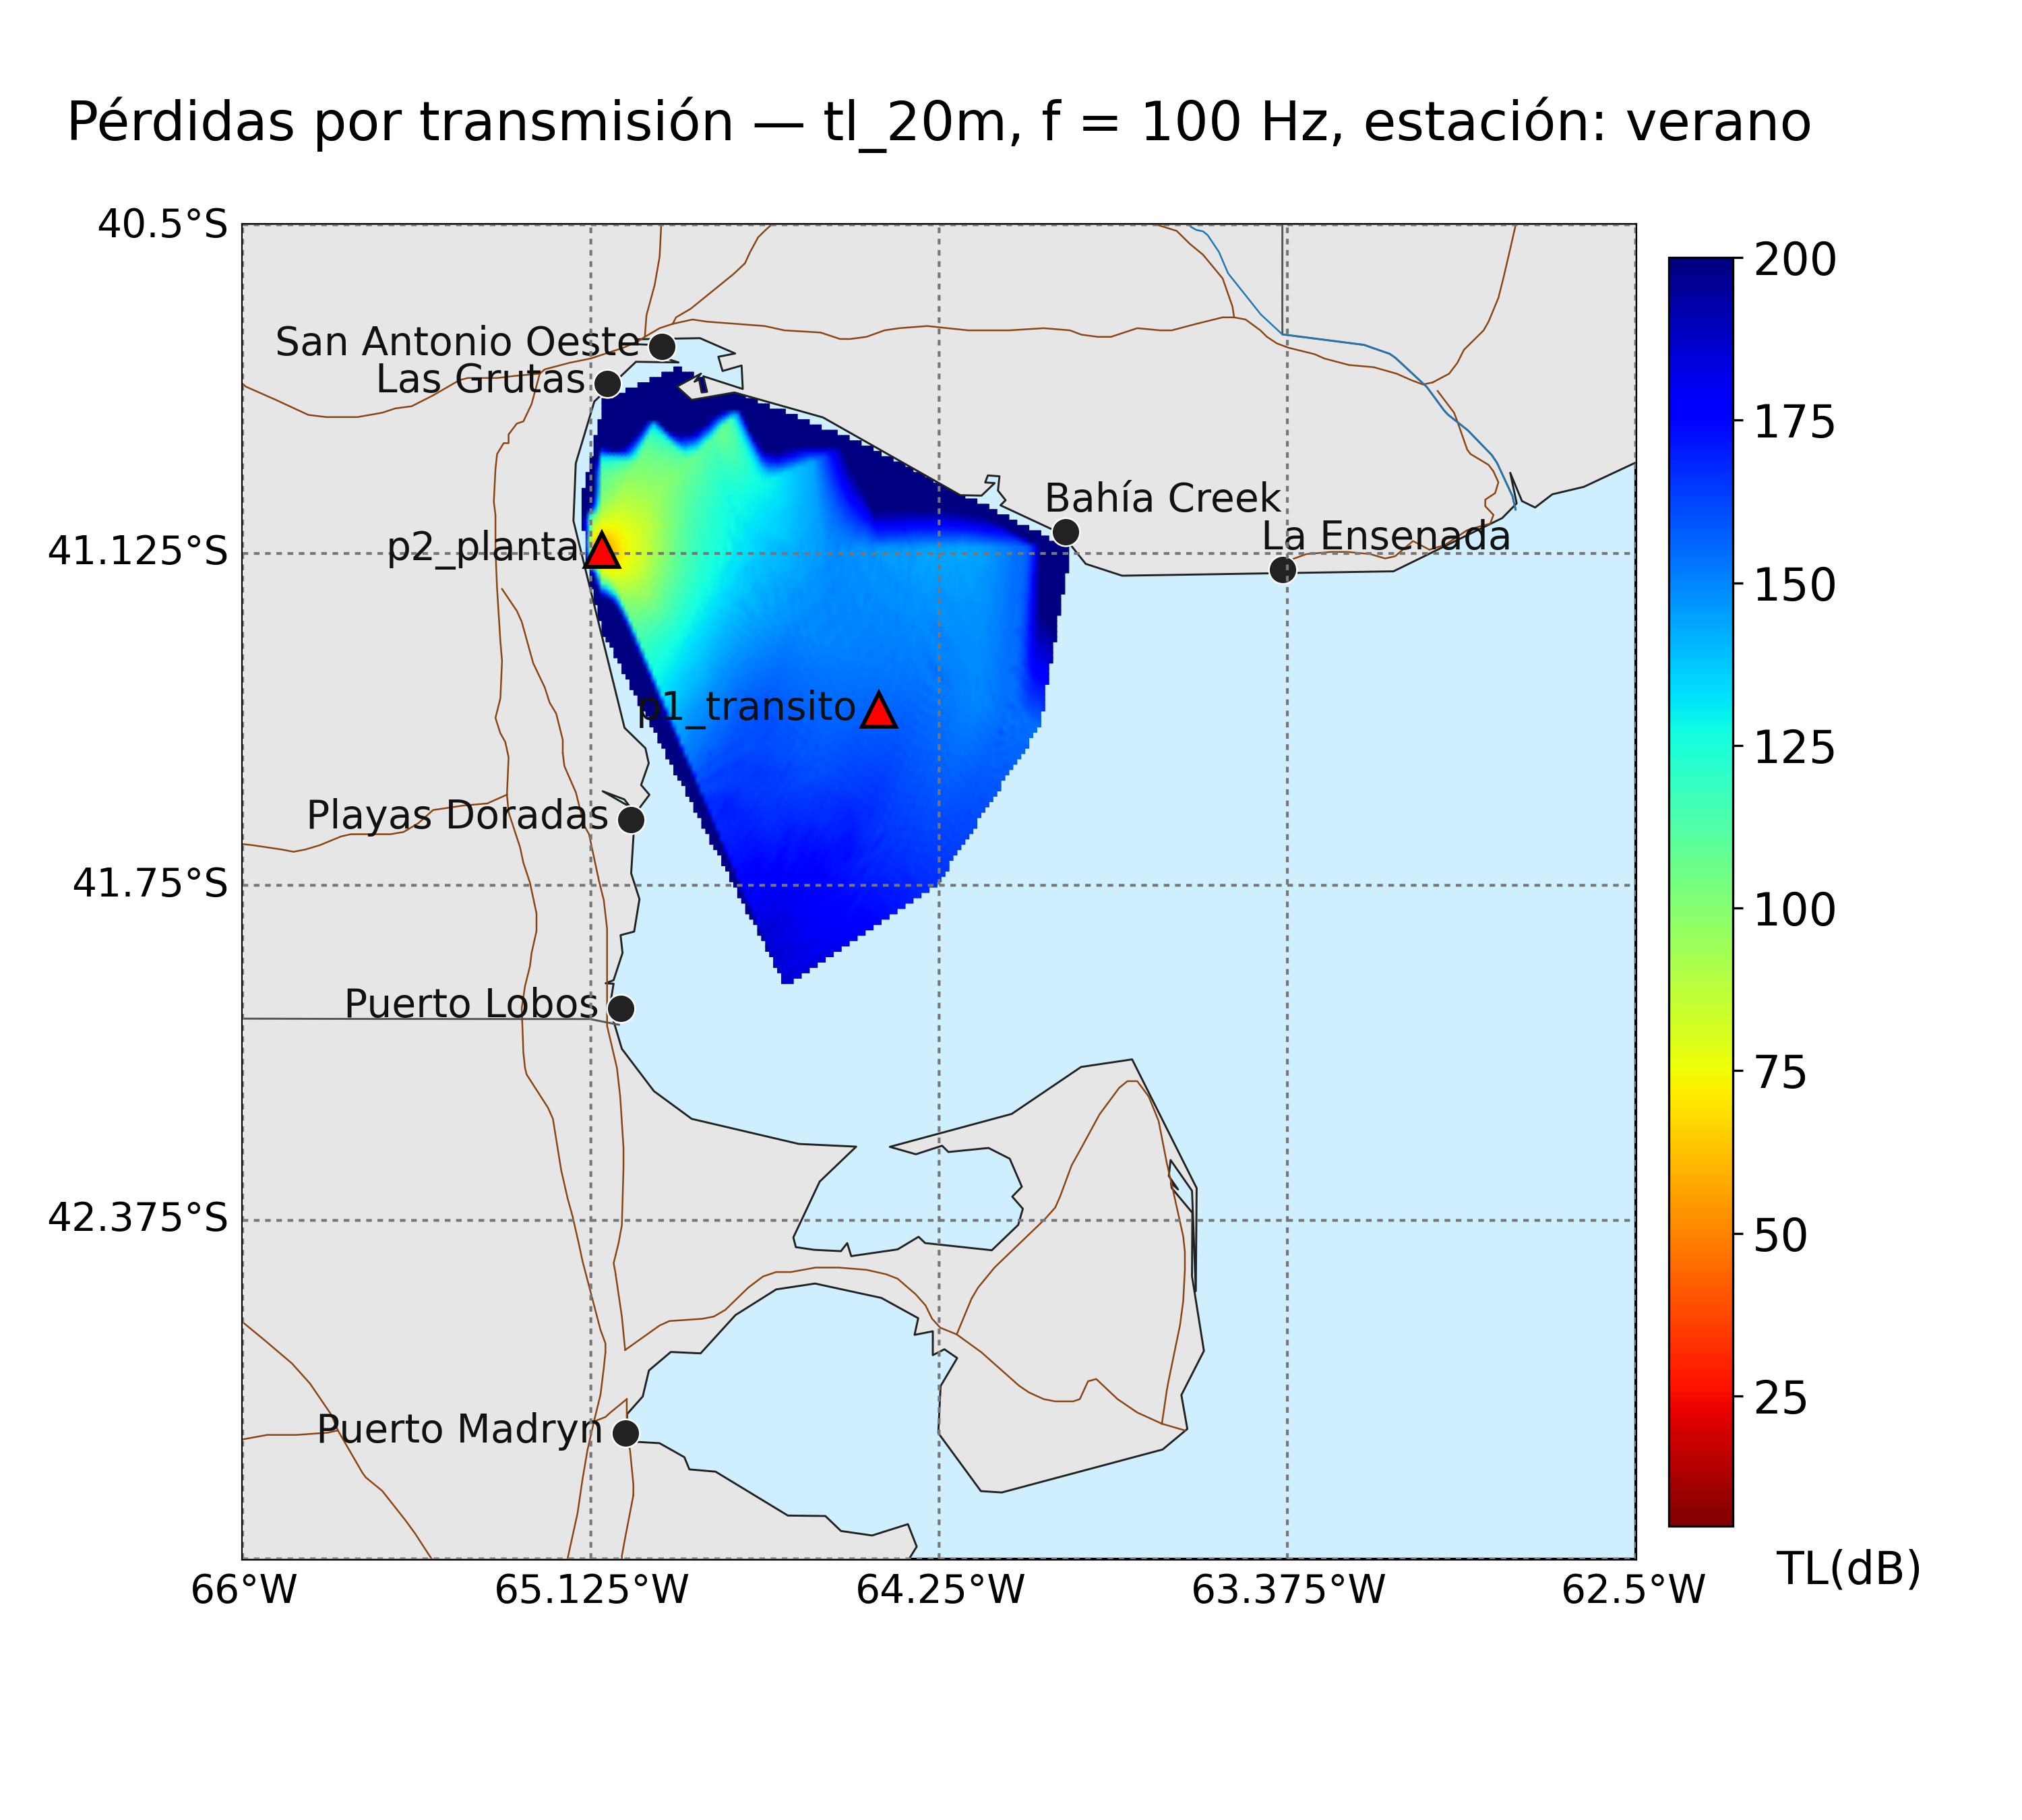 Pérdidas por transmisión — tl_20m, f = 100 Hz, estación: verano
40.5°S
200
San Antonio Oeste
Las Grutas
175
Bahía Creek
La Ensenada
p2_planta
41.125°S
150
p1_transito
125
Playas Doradas
41.75°S
100
Puerto Lobos
75
42.375°S
50
25
Puerto Madryn
TL(dB)
66°W
65.125°W
64.25°W
63.375°W
62.5°W